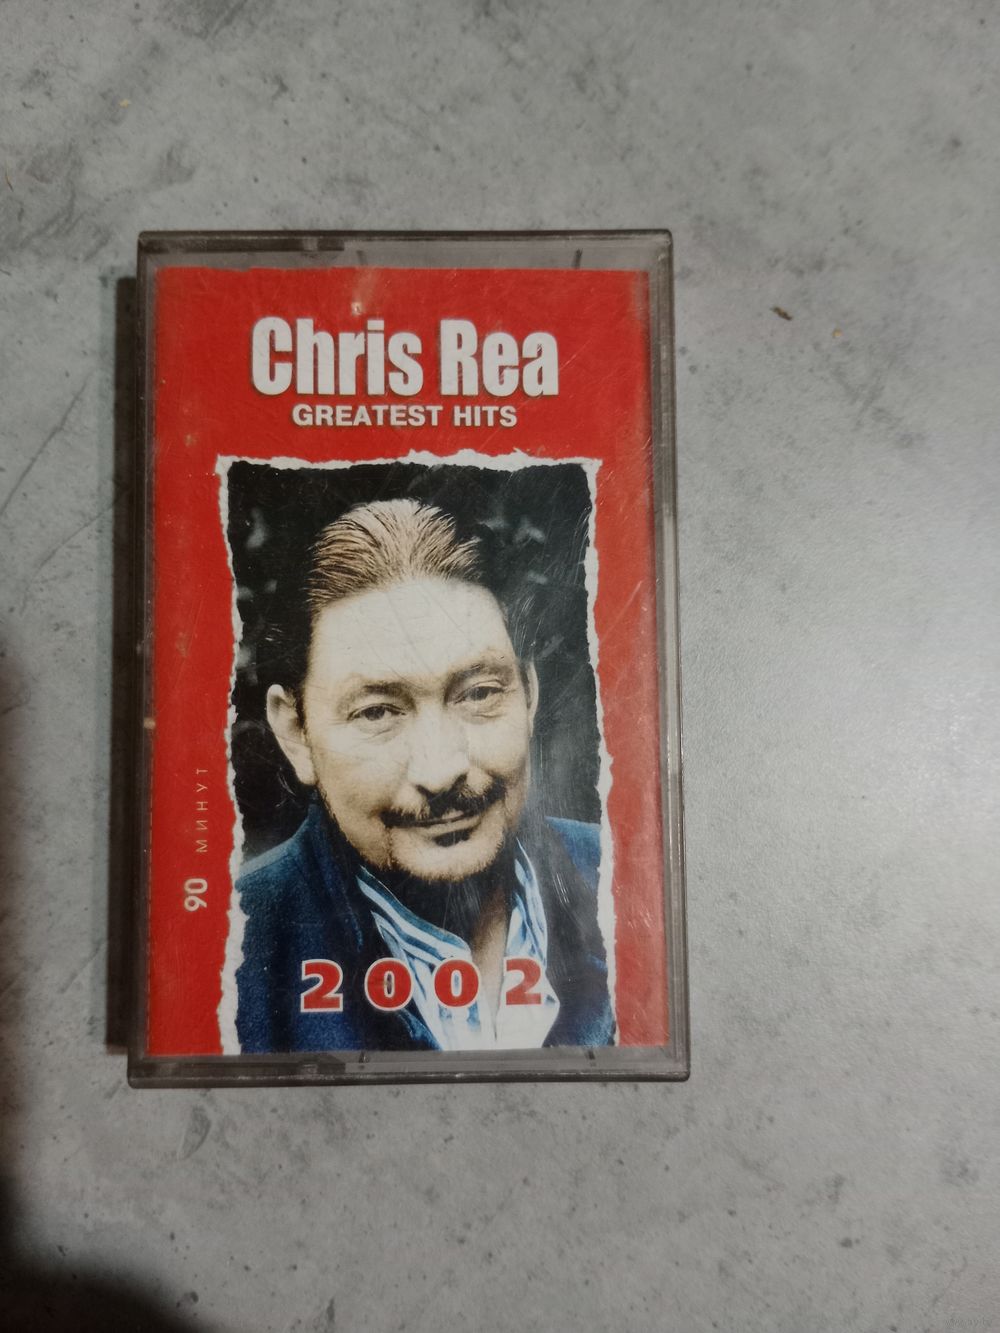 Chris Rea
GREATEST HITS
90 МИНУТ
2002